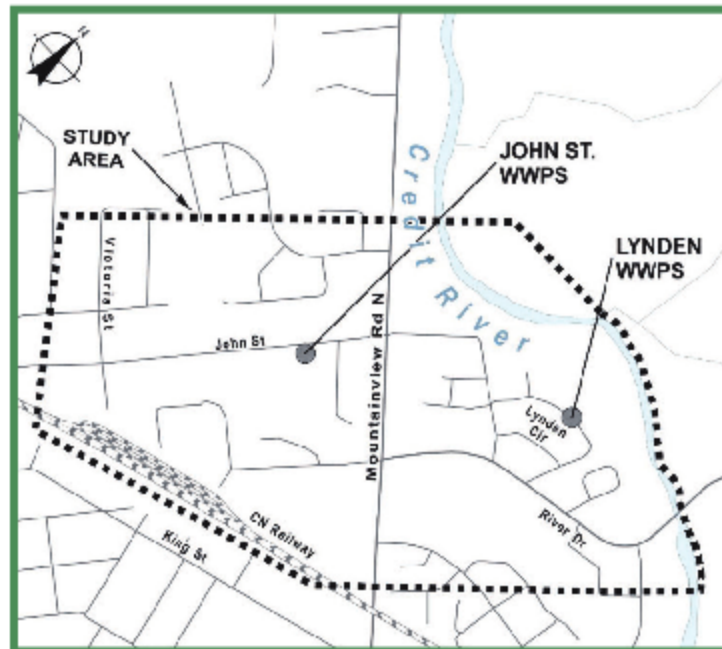 N
STUDY
AREA
JOHN ST.
WWPS
LYNDEN
WWPS
Credit River
Victoria St
John St
Mountainview Rd N
Lynden
Cir
River Dr
CN Railway
King St